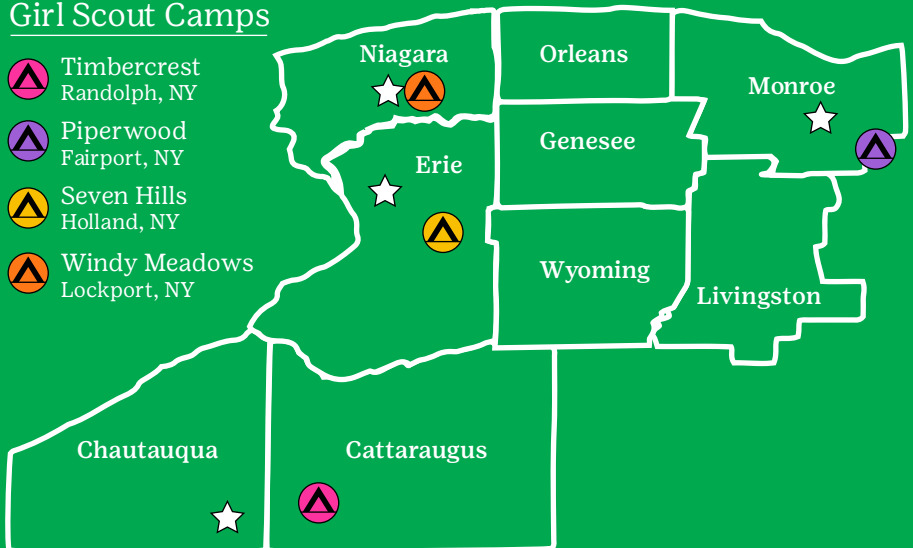 Girl Scout Camps
Timbercrest
Randolph, NY
Piperwood
Fairport, NY
Seven Hills
Holland, NY
Windy Meadows
Lockport, NY
Niagara
Orleans
Monroe
Genesee
Erie
Wyoming
Livingston
Chautauqua
Cattaraugus